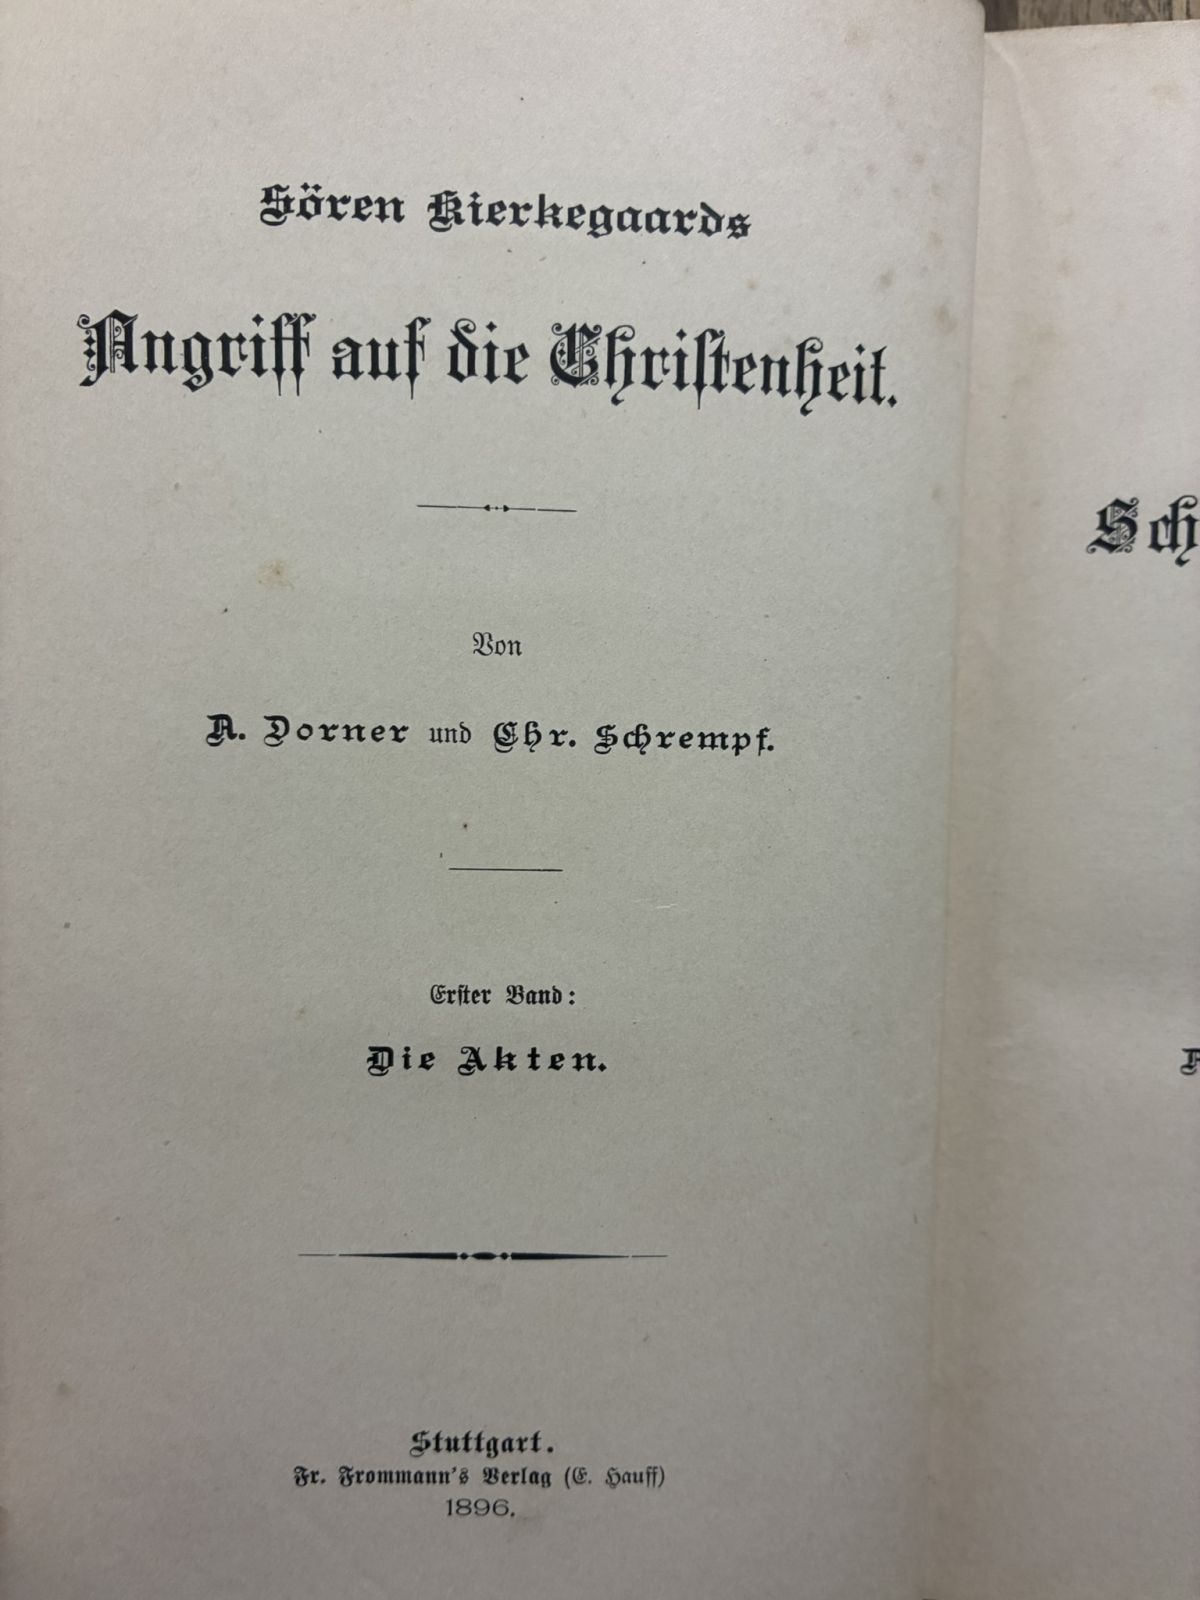 Sören Kierkegaards
Angriff auf die Christenheit.
Von
A. Dorner und Chr. Schrempf.
Erster Band:
Die Akten.
Stuttgart.
Fr. Frommann's Verlag (E. Hauff)
1896.
Sch